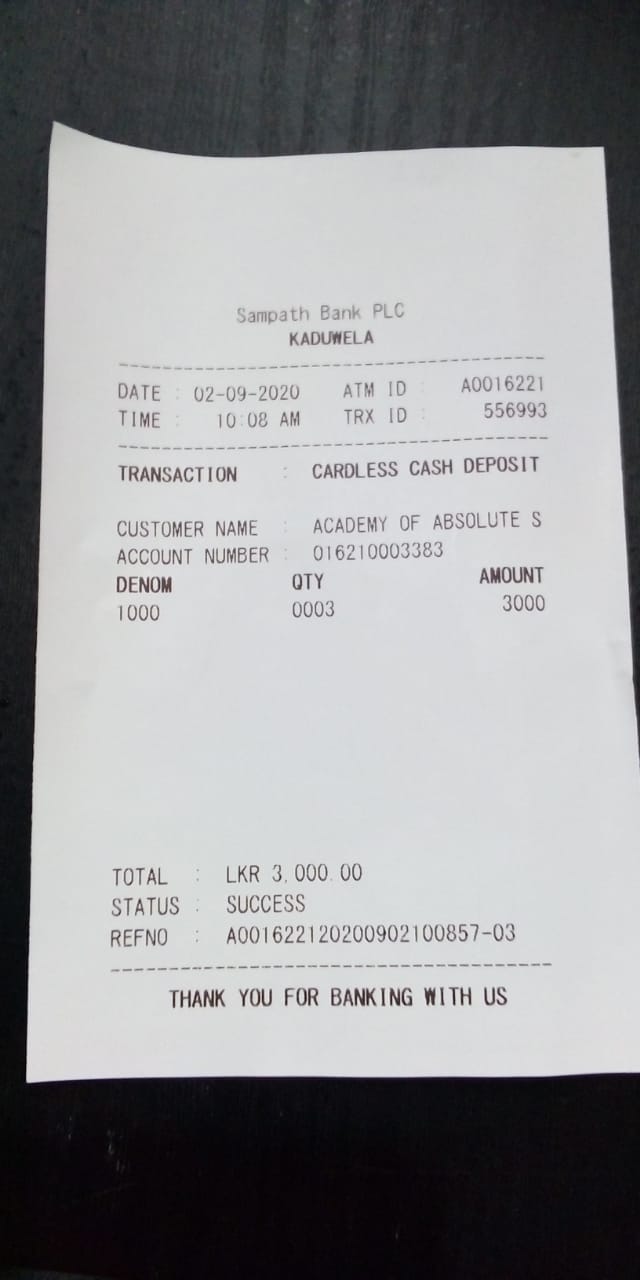 Sampath Bank PLC
KADUWELA
DATE : 02-09-2020 ATM ID : A0016221
TIME : 10:08 AM TRX ID : 556993
TRANSACTION : CARDLESS CASH DEPOSIT
CUSTOMER NAME : ACADEMY OF ABSOLUTE S
ACCOUNT NUMBER : 016210003383
DENOM QTY AMOUNT
1000 0003 3000
TOTAL : LKR 3,000.00
STATUS : SUCCESS
REFNO : A001622120200902100857-03
THANK YOU FOR BANKING WITH US